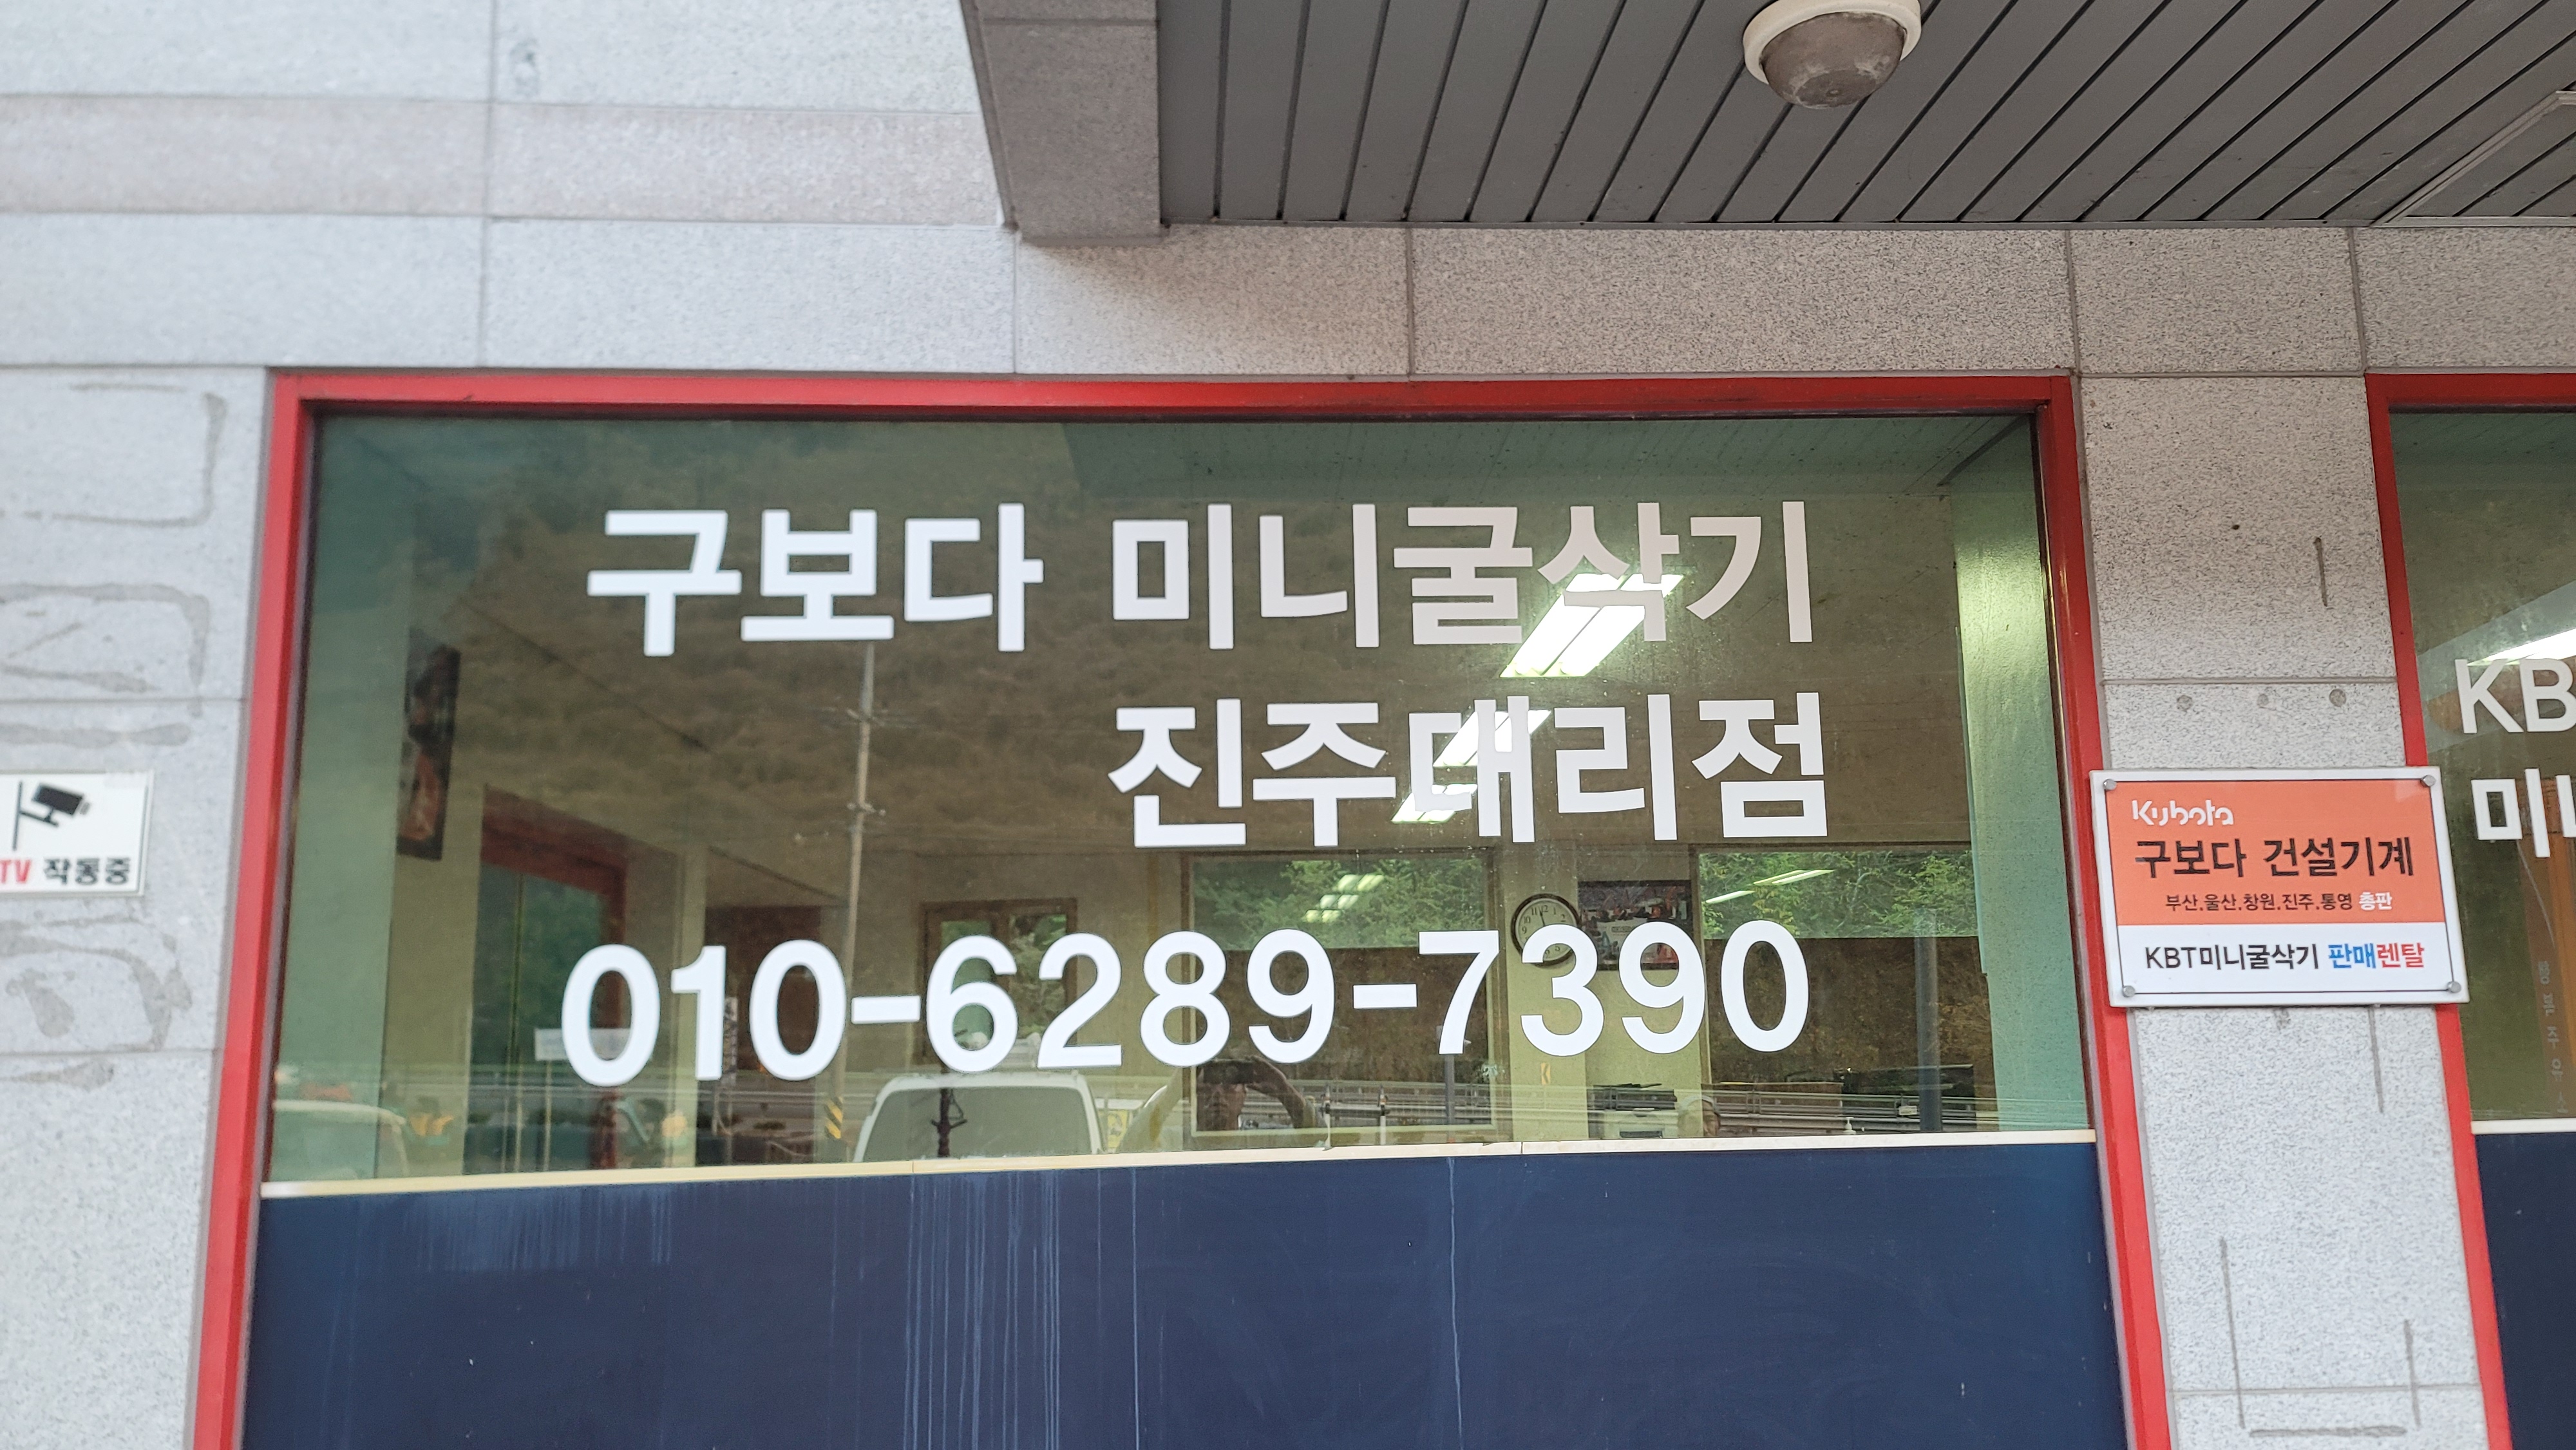 구보다 미니굴삭기
진주대리점
010-6289-7390
TV 작동중
Kubota
구보다 건설기계
부산.울산.창원.진주.통영 총판
KBT미니굴삭기 판매렌탈
KB
미니